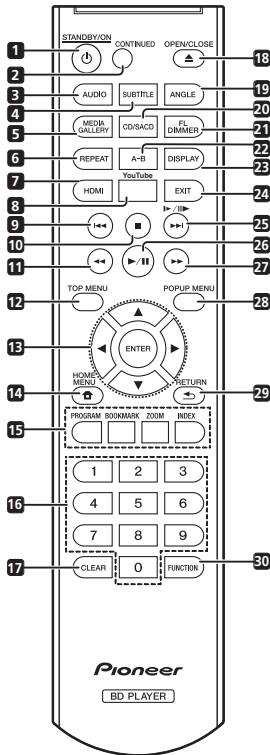 STANDBY/ON
CONTINUED
OPEN/CLOSE
1
2
18
3 AUDIO SUBTITLE ANGLE 19
4
20
5 MEDIA GALLERY CD/SACD FL DIMMER 21
22
6 REPEAT A-B DISPLAY 23
YouTube
7 HDMI EXIT 24
8
9 25
10 26
11 27
TOP MENU POPUP MENU
12 28
13 ENTER
HOME MENU RETURN
14 29
15 PROGRAM BOOKMARK ZOOM INDEX
1 2 3
16 4 5 6
7 8 9
17 CLEAR 0 FUNCTION 30
Pioneer
BD PLAYER